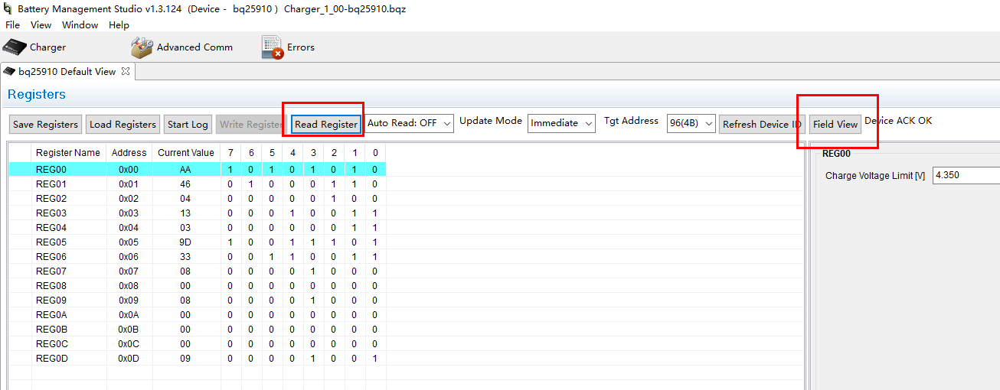 Battery Management Studio v1.3.124 (Device - bq25910 ) Charger_1_00-bq25910.bqz
File View Window Help
Charger Advanced Comm Errors
bq25910 Default View
Registers
Save Registers Load Registers Start Log Write Register Read Register Auto Read: OFF Update Mode Immediate Tgt Address 96(4B) Refresh Device ID Field View Device ACK OK
Register Name Address Current Value 7 6 5 4 3 2 1 0
REG00 0x00 AA 1 0 1 0 1 0 1 0
REG01 0x01 46 0 1 0 0 0 1 1 0
REG02 0x02 04 0 0 0 0 0 1 0 0
REG03 0x03 13 0 0 0 1 0 0 1 1
REG04 0x04 03 0 0 0 0 0 0 1 1
REG05 0x05 9D 1 0 0 1 1 1 0 1
REG06 0x06 33 0 0 1 1 0 0 1 1
REG07 0x07 08 0 0 0 0 1 0 0 0
REG08 0x08 00 0 0 0 0 0 0 0 0
REG09 0x09 08 0 0 0 0 1 0 0 0
REG0A 0x0A 00 0 0 0 0 0 0 0 0
REG0B 0x0B 00 0 0 0 0 0 0 0 0
REG0C 0x0C 00 0 0 0 0 0 0 0 0
REG0D 0x0D 09 0 0 0 0 1 0 0 1
REG00
Charge Voltage Limit [V] 4.350